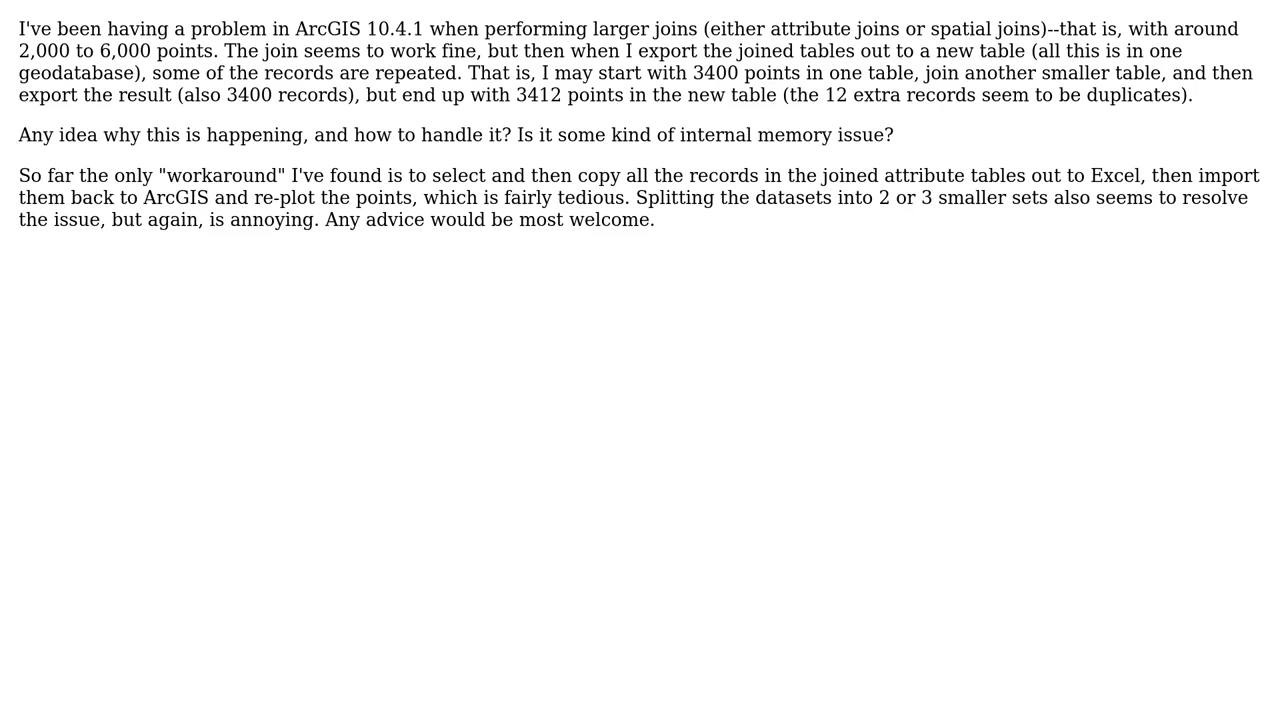 I've been having a problem in ArcGIS 10.4.1 when performing larger joins (either attribute joins or spatial joins)--that is, with around
2,000 to 6,000 points. The join seems to work fine, but then when I export the joined tables out to a new table (all this is in one
geodatabase), some of the records are repeated. That is, I may start with 3400 points in one table, join another smaller table, and then
export the result (also 3400 records), but end up with 3412 points in the new table (the 12 extra records seem to be duplicates).
Any idea why this is happening, and how to handle it? Is it some kind of internal memory issue?
So far the only "workaround" I've found is to select and then copy all the records in the joined attribute tables out to Excel, then import
them back to ArcGIS and re-plot the points, which is fairly tedious. Splitting the datasets into 2 or 3 smaller sets also seems to resolve
the issue, but again, is annoying. Any advice would be most welcome.